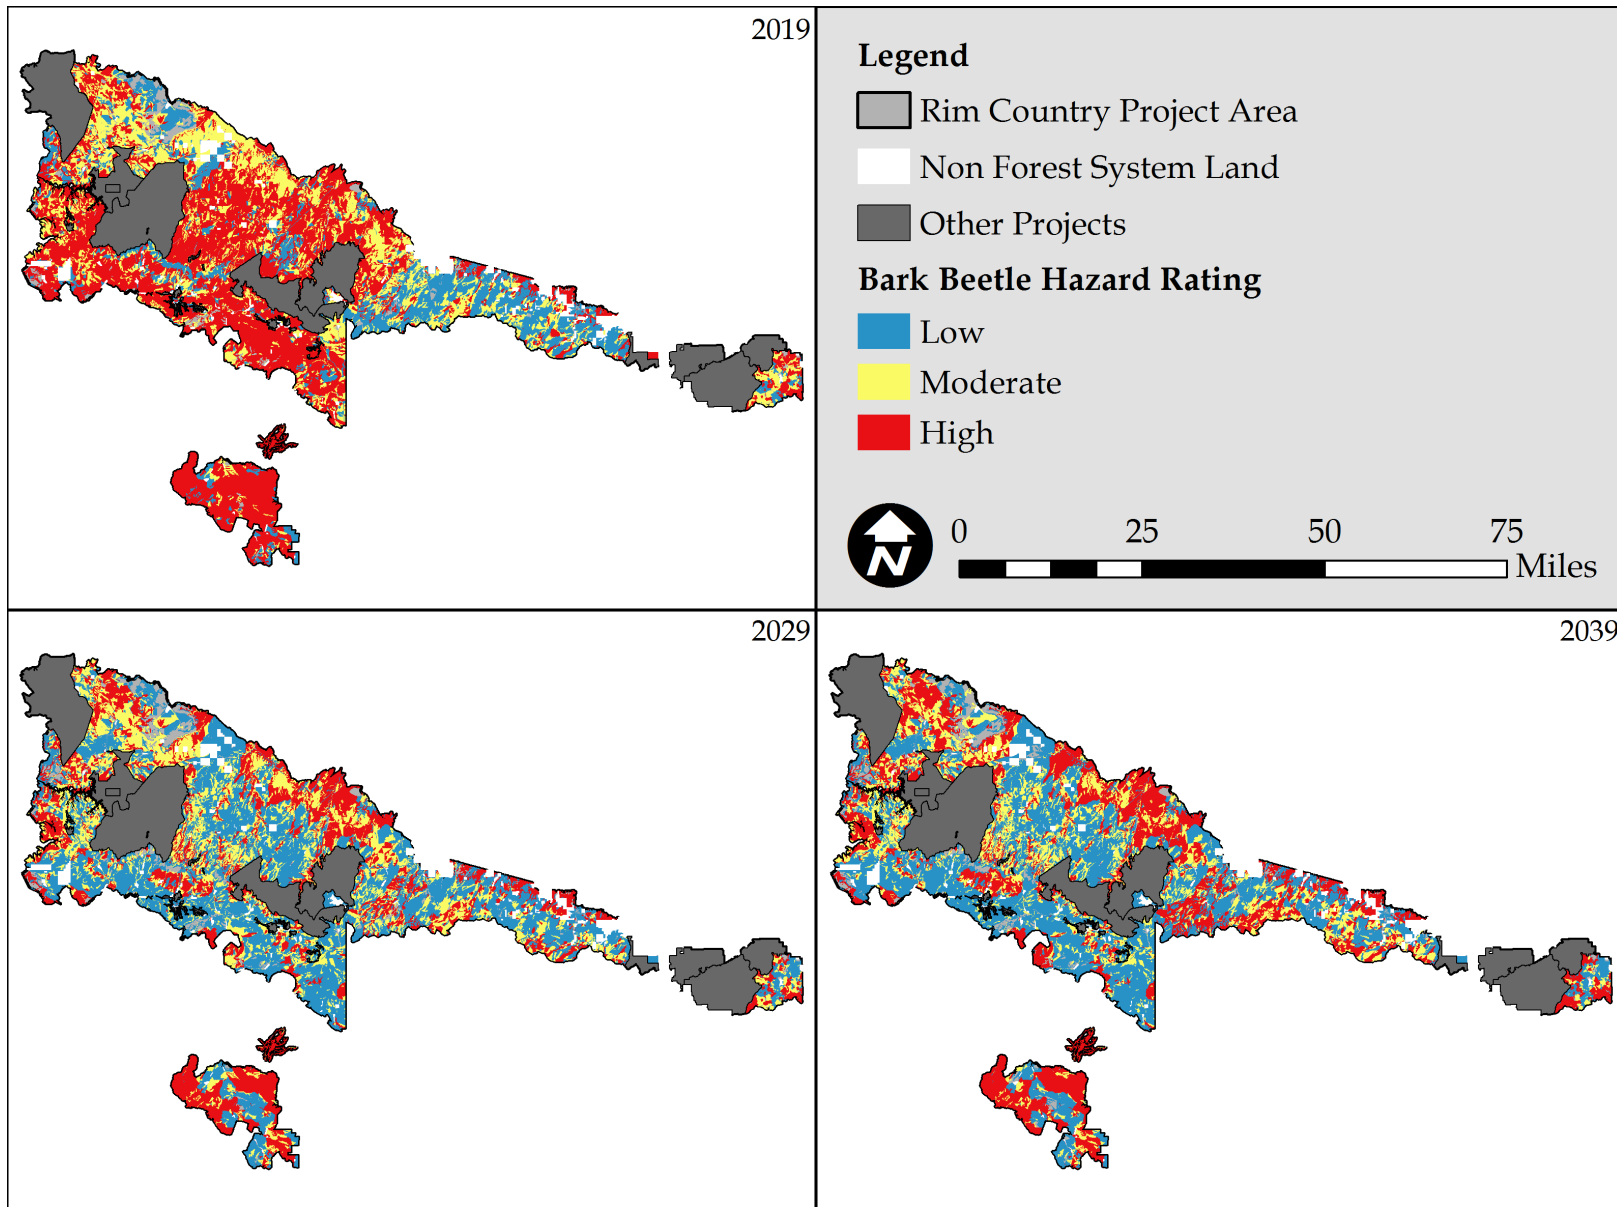 2019
Legend
Rim Country Project Area
Non Forest System Land
Other Projects
Bark Beetle Hazard Rating
Low
Moderate
High
N
0 25 50 75
Miles
2029
2039